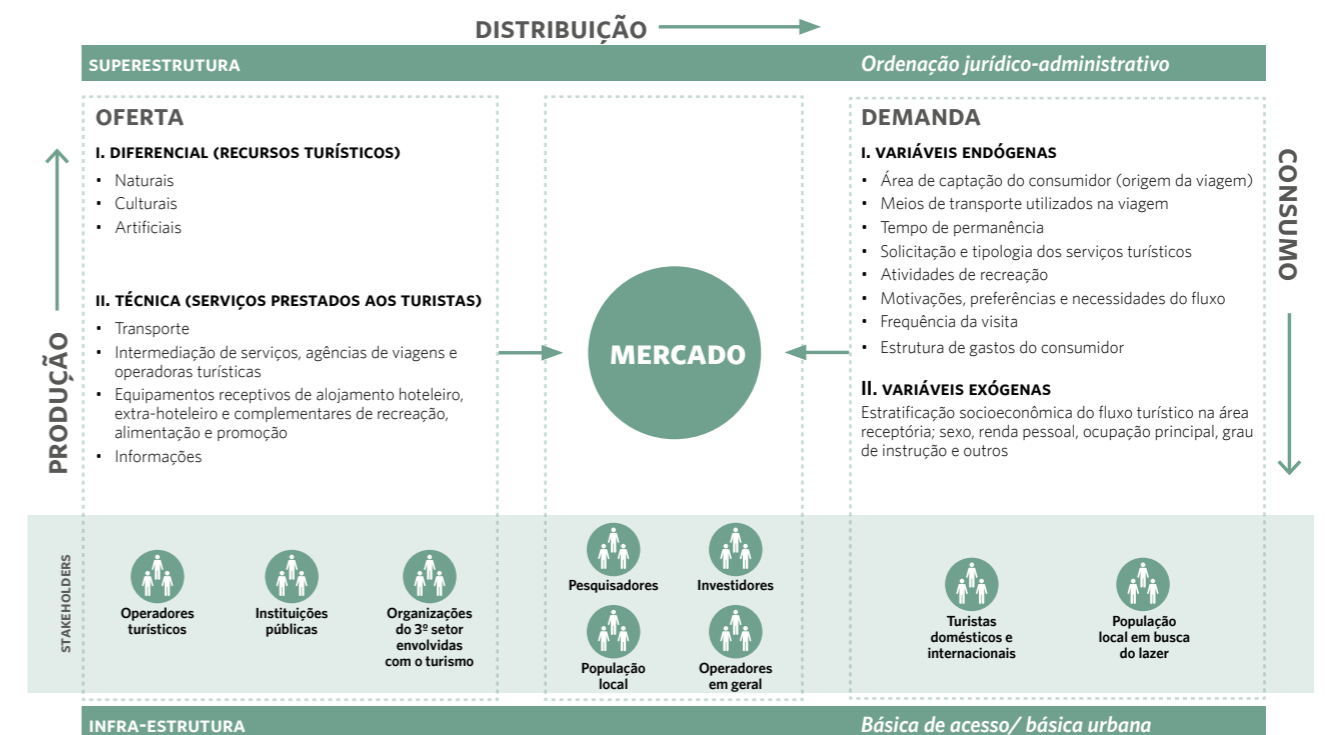 DISTRIBUIÇÃO
SUPERESTRUTURA
Ordenação jurídico-administrativo
PRODUÇÃO
OFERTA
I. DIFERENCIAL (RECURSOS TURÍSTICOS)
• Naturais
• Culturais
• Artificiais
II. TÉCNICA (SERVIÇOS PRESTADOS AOS TURISTAS)
• Transporte
• Intermediação de serviços, agências de viagens e
operadoras turísticas
• Equipamentos receptivos de alojamento hoteleiro,
extra-hoteleiro e complementares de recreação,
alimentação e promoção
• Informações
MERCADO
DEMANDA
I. VARIÁVEIS ENDÓGENAS
• Área de captação do consumidor (origem da viagem)
• Meios de transporte utilizados na viagem
• Tempo de permanência
• Solicitação e tipologia dos serviços turísticos
• Atividades de recreação
• Motivações, preferências e necessidades do fluxo
• Frequência da visita
• Estrutura de gastos do consumidor
II. VARIÁVEIS EXÓGENAS
Estratificação socioeconômica do fluxo turístico na área
receptória; sexo, renda pessoal, ocupação principal, grau
de instrução e outros
CONSUMO
STAKEHOLDERS
Operadores
turísticos
Instituições
públicas
Organizações
do 3º setor
envolvidas
com o turismo
Pesquisadores
Investidores
População
local
Operadores
em geral
Turistas
domésticos e
internacionais
População
local em busca
do lazer
INFRA-ESTRUTURA
Básica de acesso/ básica urbana